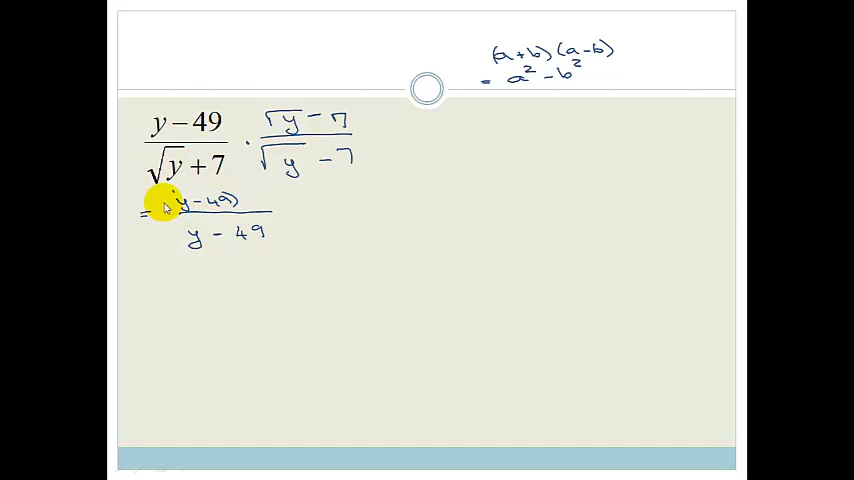 (a+b)(a-b)
= a² - b²
y − 49 / √y + 7 · √y - 7 / √y - 7
= (y - 49) / y - 49